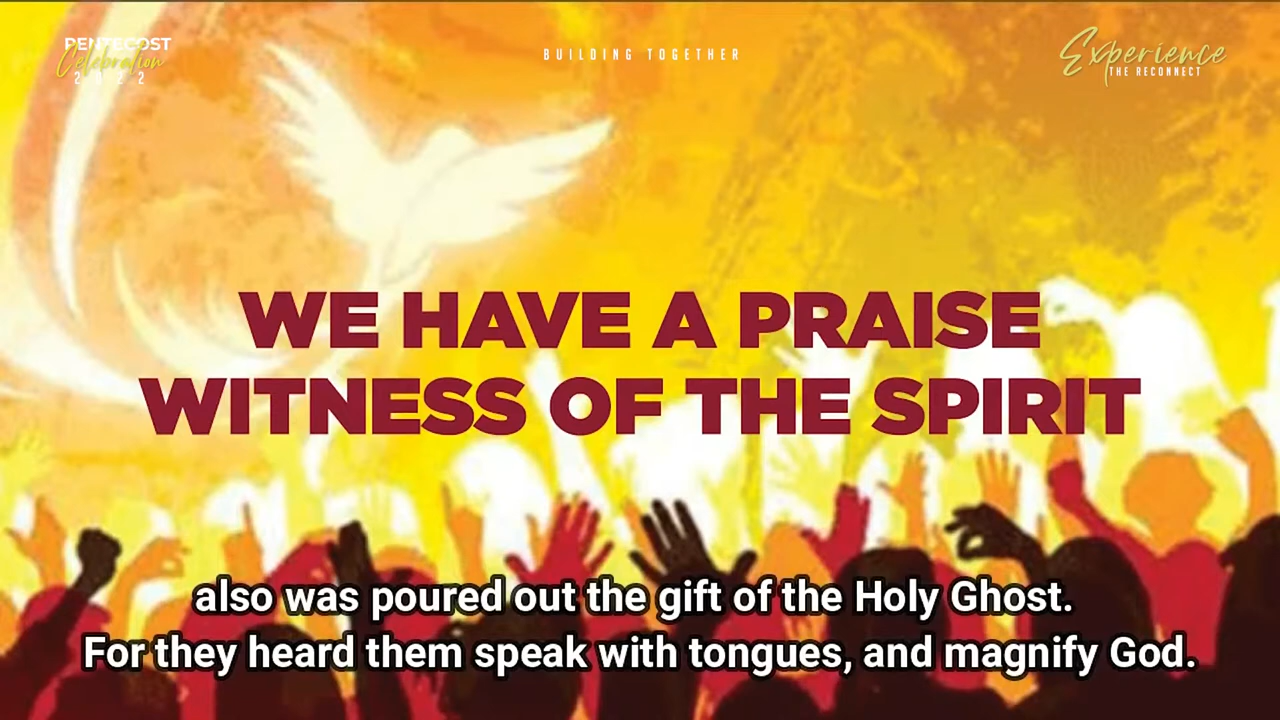 PENTECOST
Celebration
2022
BUILDING TOGETHER
Experience
THE RECONNECT
WE HAVE A PRAISE
WITNESS OF THE SPIRIT
also was poured out the gift of the Holy Ghost.
For they heard them speak with tongues, and magnify God.